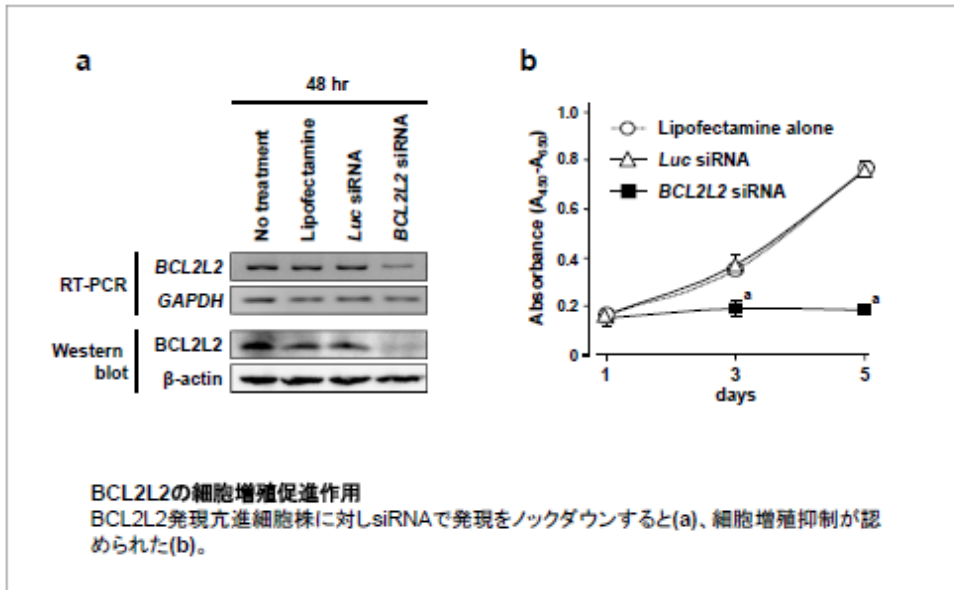 a
48 hr
No treatment
Lipofectamine
Luc siRNA
BCL2L2 siRNA
RT-PCR
BCL2L2
GAPDH
Western
blot
BCL2L2
β-actin
b
Absorbance (A450-A650)
1.0
0.8
0.6
0.4
0.2
0
Lipofectamine alone
Luc siRNA
BCL2L2 siRNA
a
a
1
3
5
days
BCL2L2の細胞増殖促進作用
BCL2L2発現亢進細胞株に対しsiRNAで発現をノックダウンすると(a)、細胞増殖抑制が認
められた(b)。